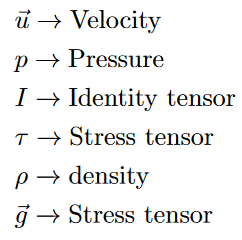 u⃗ → Velocity
p → Pressure
I → Identity tensor
τ → Stress tensor
ρ → density
g⃗ → Stress tensor